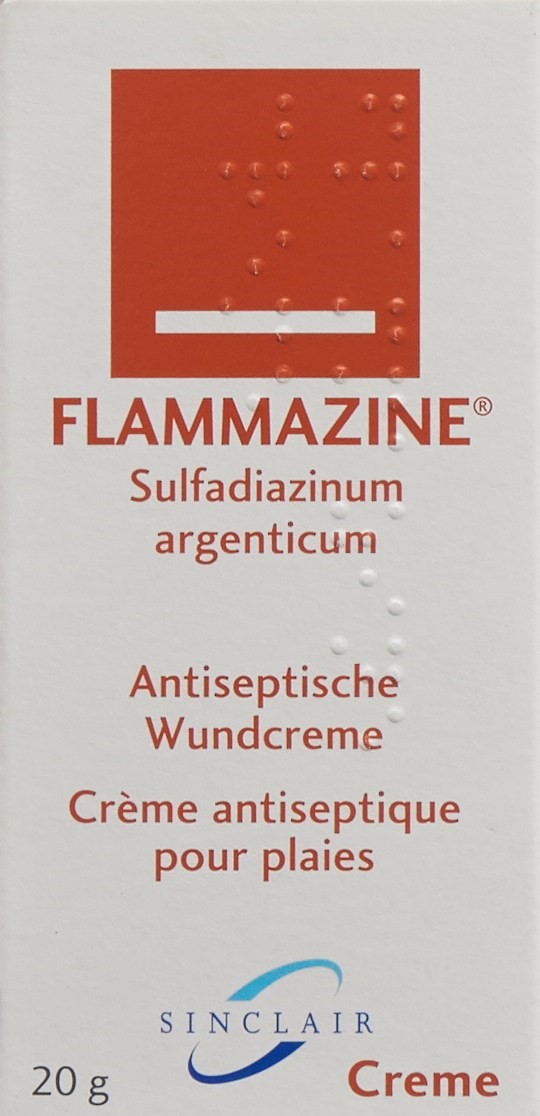 FLAMMAZINE®
Sulfadiazinum
argenticum
Antiseptische
Wundcreme
Crème antiseptique
pour plaies
SINCLAIR
20 g Creme